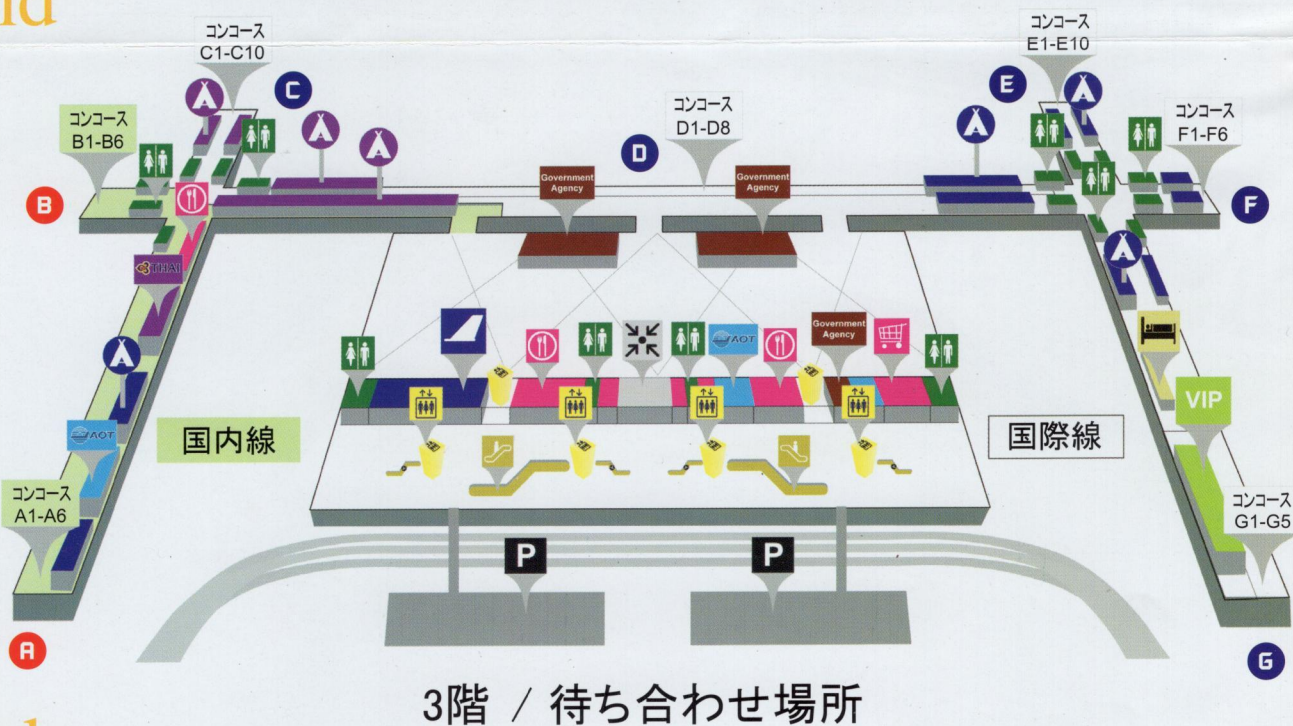 コンコース
C1-C10
コンコース
E1-E10
C
E
コンコース
B1-B6
コンコース
D1-D8
コンコース
F1-F6
D
Government
Agency
Government
Agency
B
F
THAI
Government
Agency
AOT
VIP
国内線
国際線
AOT
コンコース
A1-A6
コンコース
G1-G5
P
P
A
G
3階 / 待ち合わせ場所